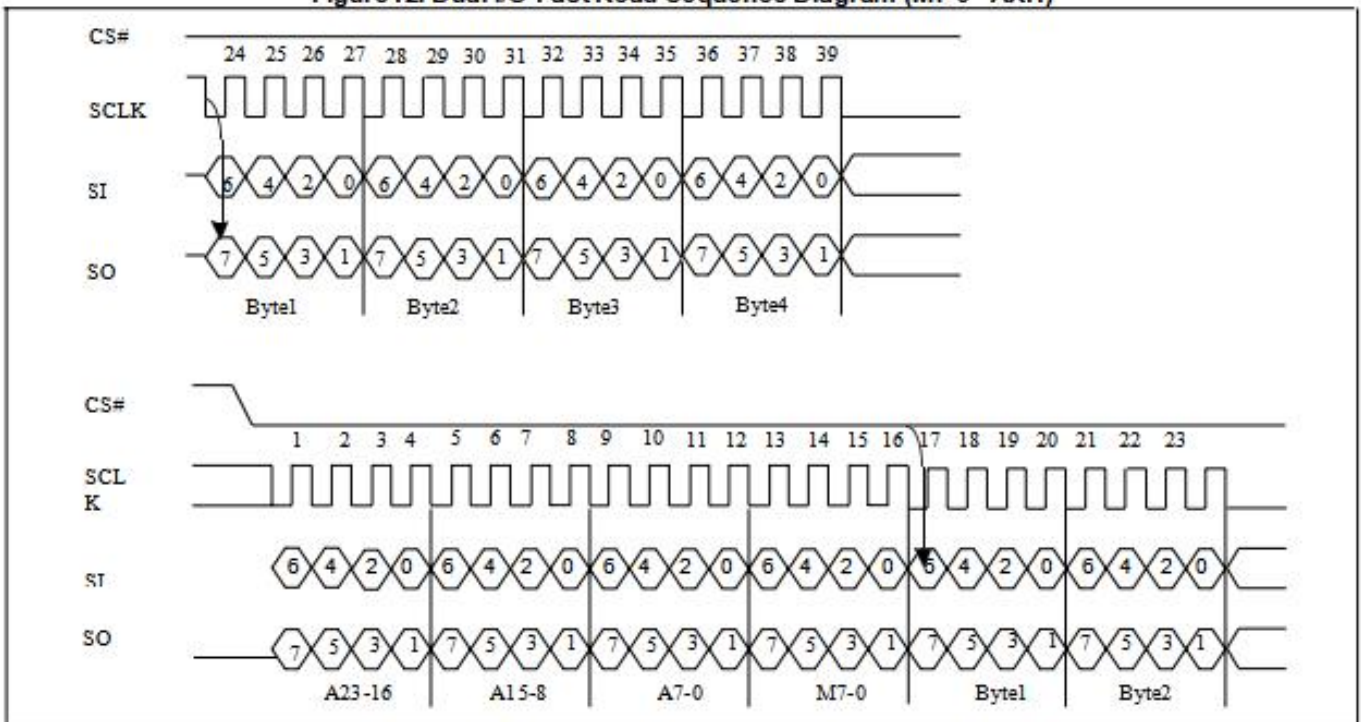 CS#
24 25 26 27 28 29 30 31 32 33 34 35 36 37 38 39
SCLK
SI 6 4 2 0 6 4 2 0 6 4 2 0 6 4 2 0
SO 7 5 3 1 7 5 3 1 7 5 3 1 7 5 3 1
Byte1 Byte2 Byte3 Byte4
CS#
1 2 3 4 5 6 7 8 9 10 11 12 13 14 15 16 17 18 19 20 21 22 23
SCL
K
SI 6 4 2 0 6 4 2 0 6 4 2 0 6 4 2 0 6 4 2 0 6 4 2 0
SO 7 5 3 1 7 5 3 1 7 5 3 1 7 5 3 1 7 5 3 1 7 5 3 1
A23-16 A15-8 A7-0 M7-0 Byte1 Byte2